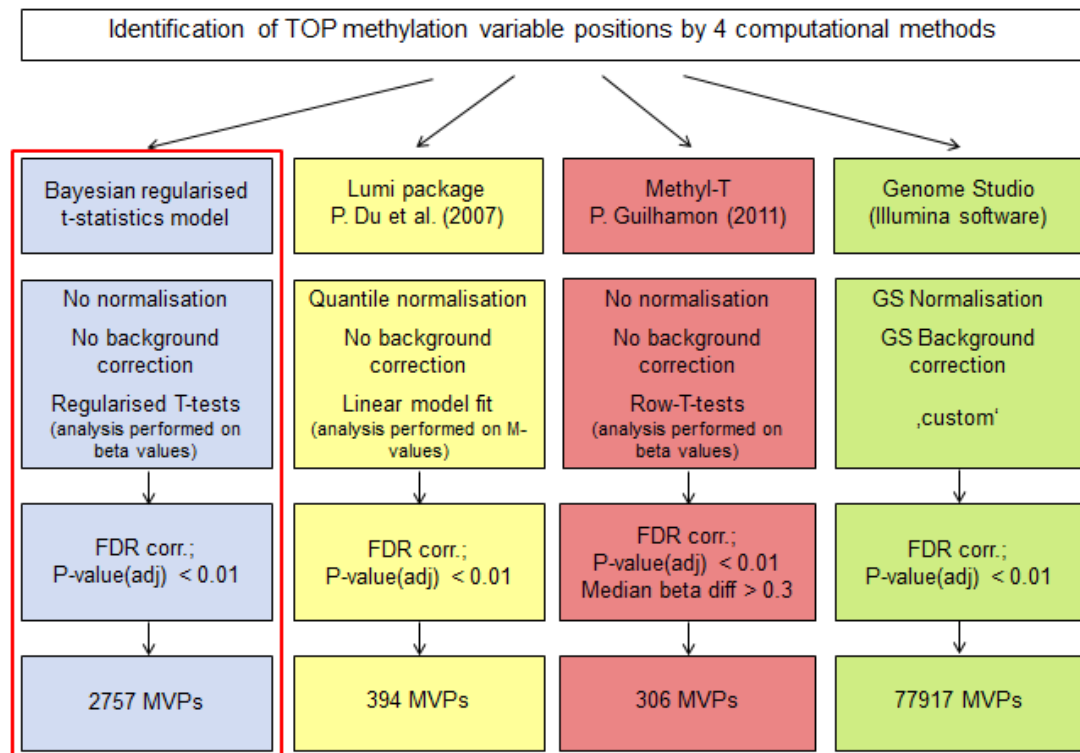 Identification of TOP methylation variable positions by 4 computational methods
Bayesian regularised
t-statistics model
No normalisation
No background
correction
Regularised T-tests
(analysis performed on
beta values)
FDR corr.;
P-value(adj) < 0.01
2757 MVPs
Lumi package
P. Du et al. (2007)
Quantile normalisation
No background
correction
Linear model fit
(analysis performed on M-
values)
FDR corr.;
P-value(adj) < 0.01
394 MVPs
Methyl-T
P. Guilhamon (2011)
No normalisation
No background
correction
Row-T-tests
(analysis performed on
beta values)
FDR corr.;
P-value(adj) < 0.01
Median beta diff > 0.3
306 MVPs
Genome Studio
(Illumina software)
GS Normalisation
GS Background
correction
‚custom‘
FDR corr.;
P-value(adj) < 0.01
77917 MVPs